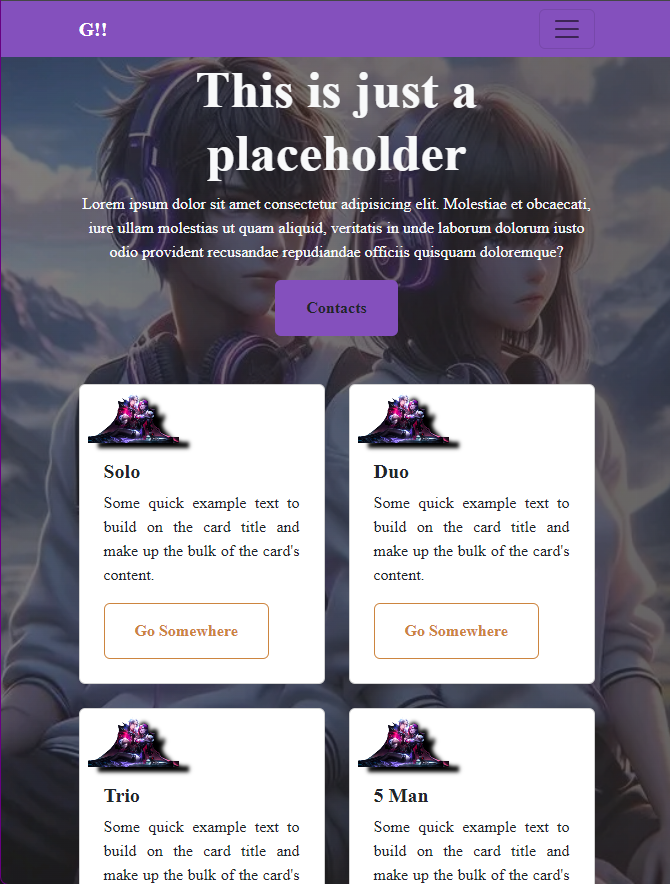 G!!
This is just a
placeholder
Lorem ipsum dolor sit amet consectetur adipisicing elit. Molestiae et obcaecati,
iure ullam molestias ut quam aliquid, veritatis in unde laborum dolorum iusto
odio provident recusandae repudiandae officiis quisquam doloremque?
Contacts
Solo
Some quick example text to
build on the card title and
make up the bulk of the card's
content.
Go Somewhere
Duo
Some quick example text to
build on the card title and
make up the bulk of the card's
content.
Go Somewhere
Trio
Some quick example text to
build on the card title and
make up the bulk of the card's
5 Man
Some quick example text to
build on the card title and
make up the bulk of the card's